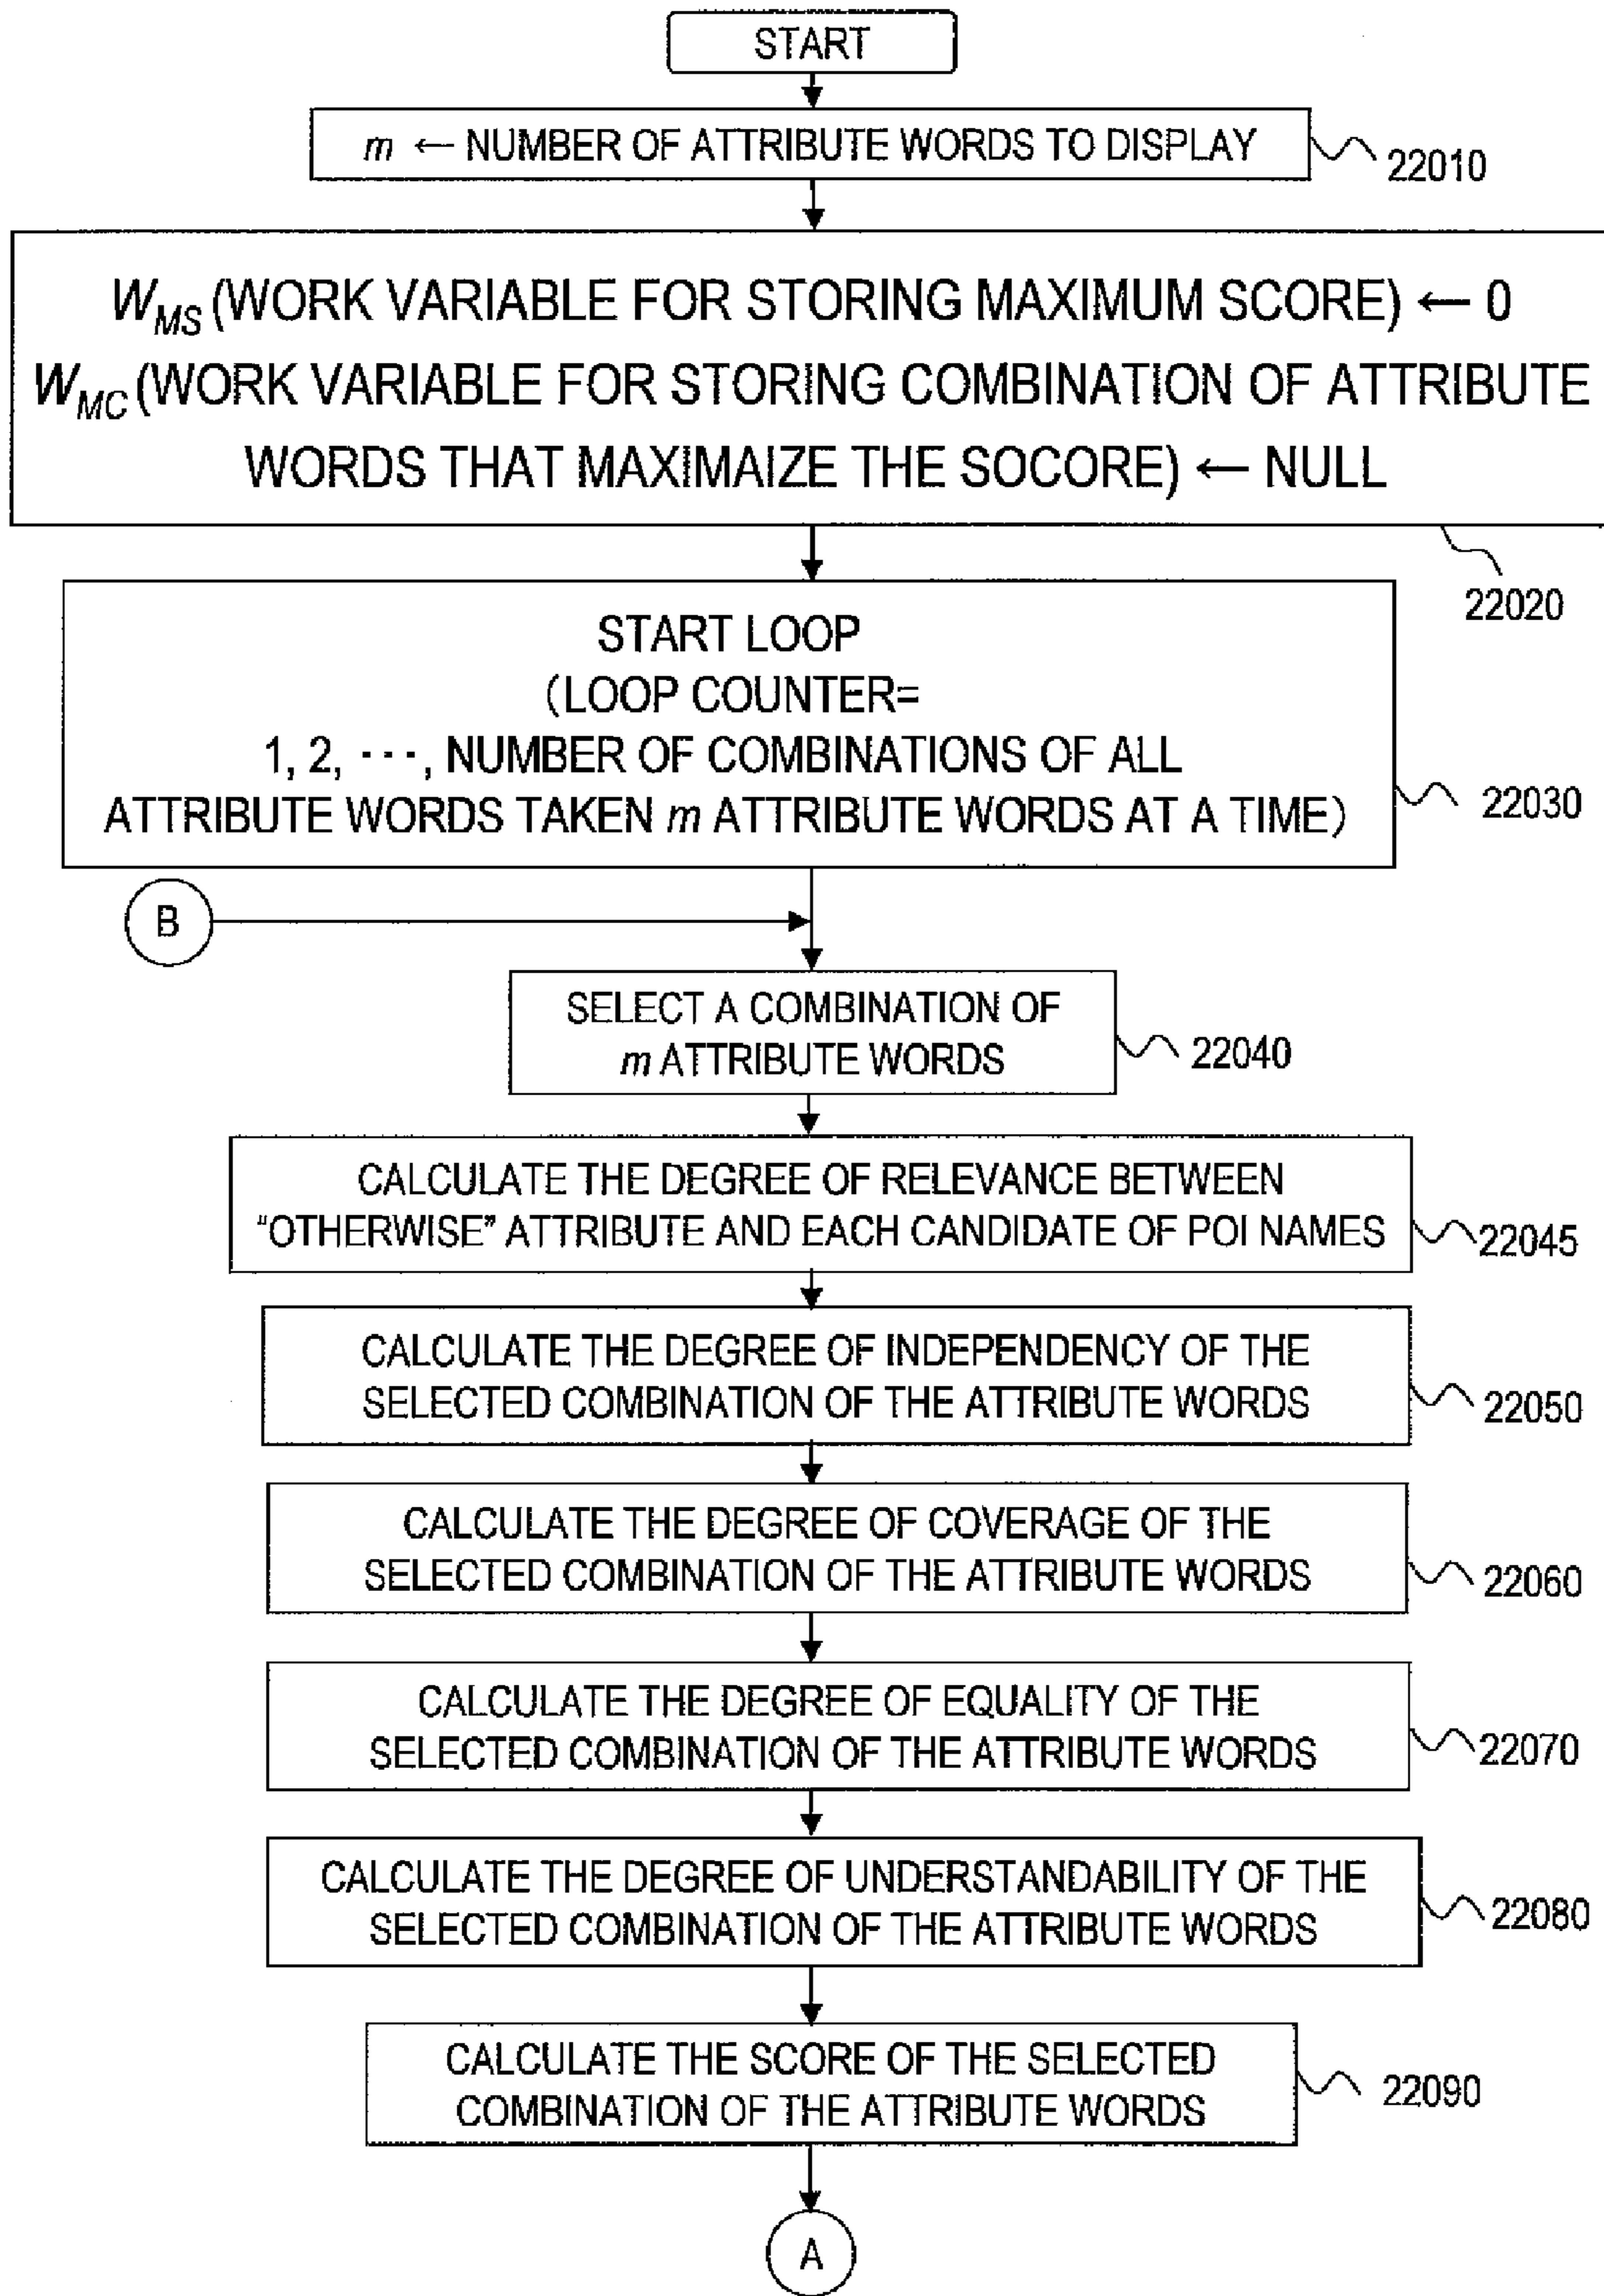 START
m ← NUMBER OF ATTRIBUTE WORDS TO DISPLAY
22010
WMS (WORK VARIABLE FOR STORING MAXIMUM SCORE) ← 0
WMC (WORK VARIABLE FOR STORING COMBINATION OF ATTRIBUTE
WORDS THAT MAXIMAIZE THE SOCORE) ← NULL
22020
START LOOP
(LOOP COUNTER=
1, 2, ･･･, NUMBER OF COMBINATIONS OF ALL
ATTRIBUTE WORDS TAKEN m ATTRIBUTE WORDS AT A TIME)
22030
B
SELECT A COMBINATION OF
m ATTRIBUTE WORDS
22040
CALCULATE THE DEGREE OF RELEVANCE BETWEEN
"OTHERWISE" ATTRIBUTE AND EACH CANDIDATE OF POI NAMES
22045
CALCULATE THE DEGREE OF INDEPENDENCY OF THE
SELECTED COMBINATION OF THE ATTRIBUTE WORDS
22050
CALCULATE THE DEGREE OF COVERAGE OF THE
SELECTED COMBINATION OF THE ATTRIBUTE WORDS
22060
CALCULATE THE DEGREE OF EQUALITY OF THE
SELECTED COMBINATION OF THE ATTRIBUTE WORDS
22070
CALCULATE THE DEGREE OF UNDERSTANDABILITY OF THE
SELECTED COMBINATION OF THE ATTRIBUTE WORDS
22080
CALCULATE THE SCORE OF THE SELECTED
COMBINATION OF THE ATTRIBUTE WORDS
22090
A